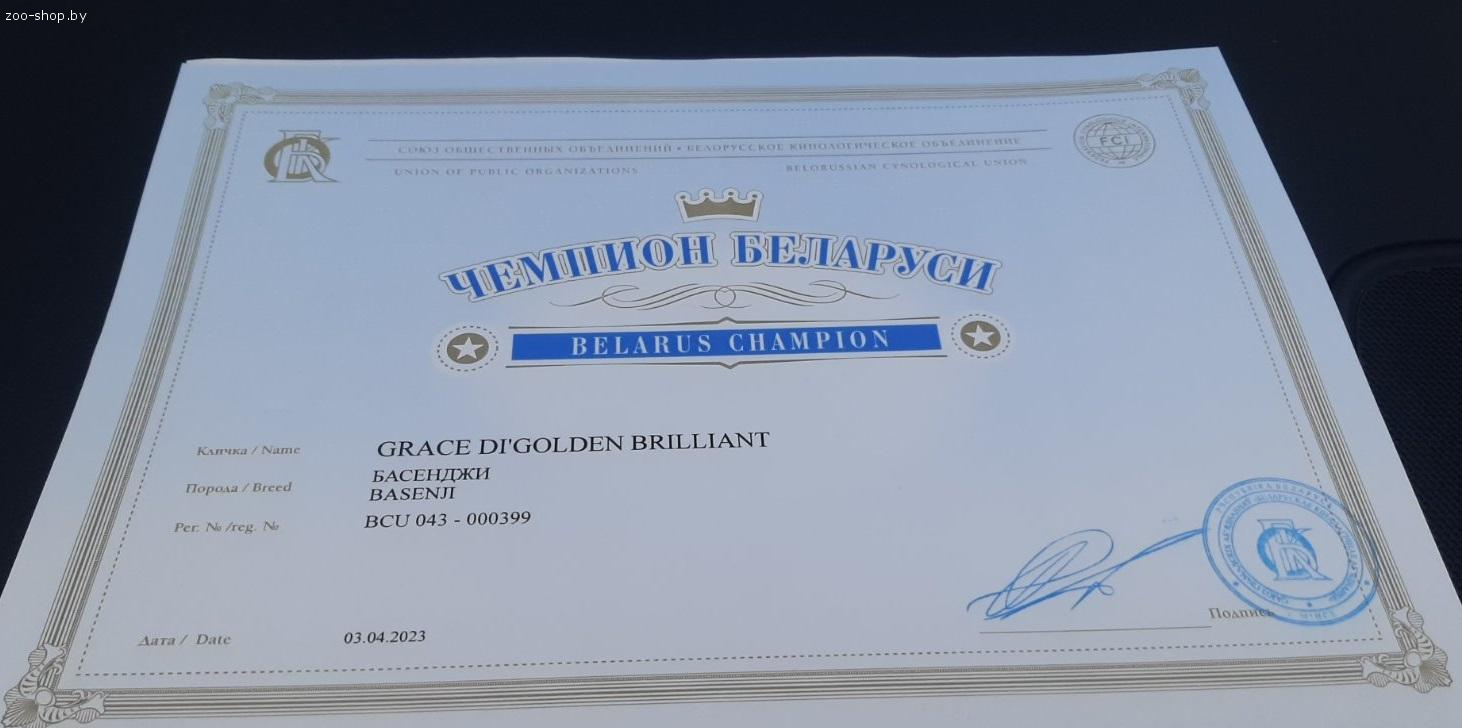 zoo-shop.by
СОЮЗ ОБЩЕСТВЕННЫХ ОБЪЕДИНЕНИЙ • БЕЛОРУССКОЕ КИНОЛОГИЧЕСКОЕ ОБЪЕДИНЕНИЕ
UNION OF PUBLIC ORGANIZATIONS BELORUSSIAN CYNOLOGICAL UNION
FCI
ЧЕМПИОН БЕЛАРУСИ
BELARUS CHAMPION
Кличка / Name GRACE DI'GOLDEN BRILLIANT
БАСЕНДЖИ
Порода / Breed BASENJI
Рег. № /reg. № BCU 043 - 000399
Подпись
Дата / Date 03.04.2023
РЭСПУБЛІКА БЕЛАРУСЬ